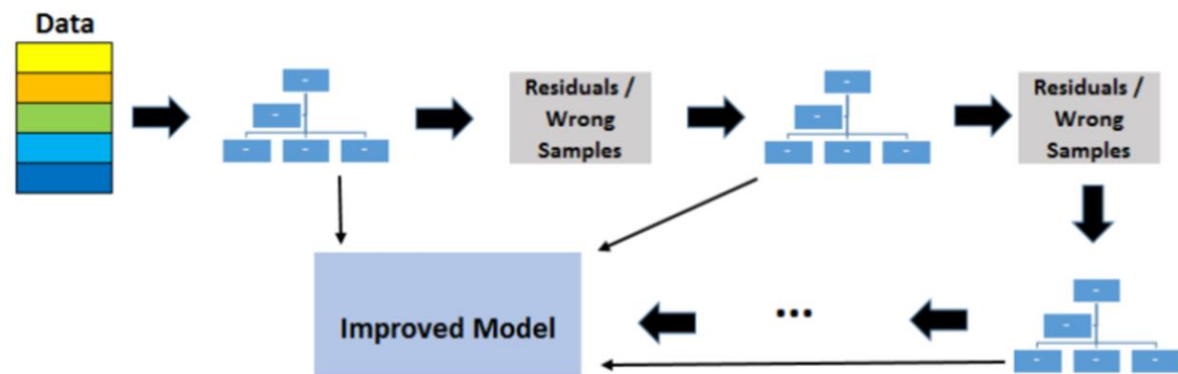 Data
Residuals /
Wrong
Samples
Residuals /
Wrong
Samples
-
-
-
-
-
-
-
-
-
-
Improved Model
...
-
-
-
-
-